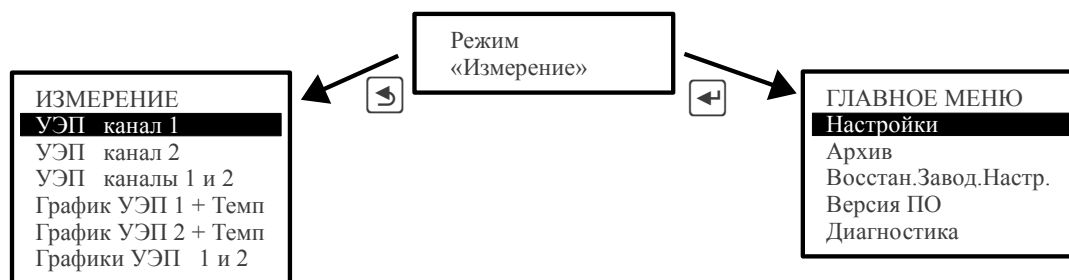 Режим
«Измерение»
ИЗМЕРЕНИЕ
УЭП канал 1
УЭП канал 2
УЭП каналы 1 и 2
График УЭП 1 + Темп
График УЭП 2 + Темп
Графики УЭП 1 и 2
ГЛАВНОЕ МЕНЮ
Настройки
Архив
Восстан.Завод.Настр.
Версия ПО
Диагностика